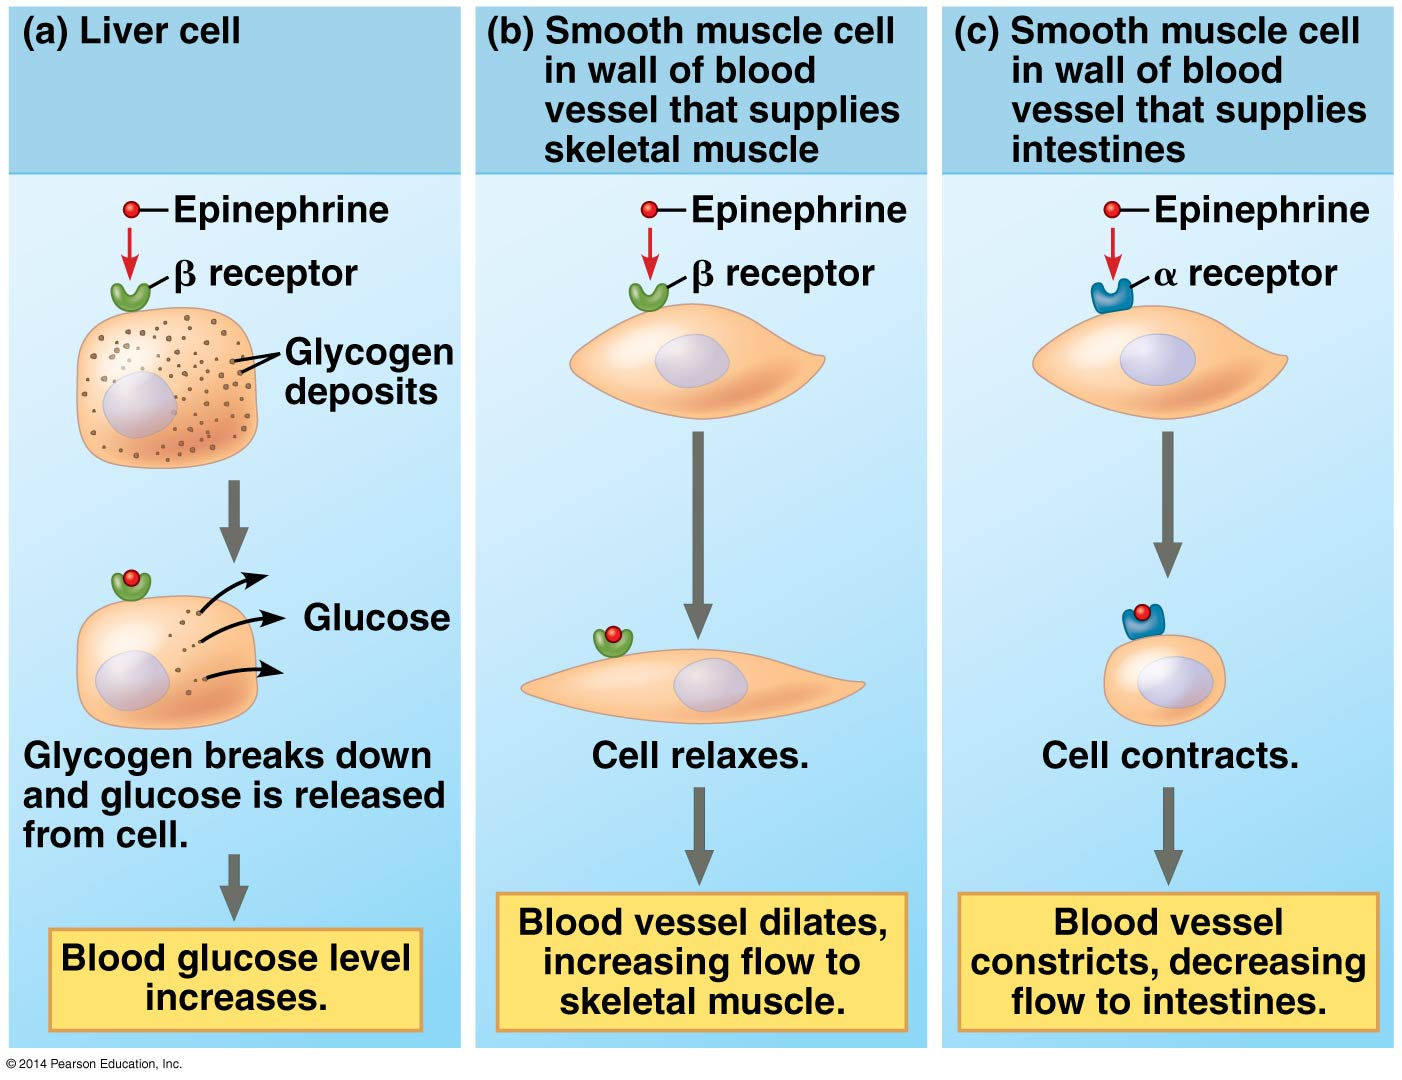 (a) Liver cell
Epinephrine
β receptor
Glycogen
deposits
Glucose
Glycogen breaks down
and glucose is released
from cell.
Blood glucose level
increases.
(b) Smooth muscle cell
in wall of blood
vessel that supplies
skeletal muscle
Epinephrine
β receptor
Cell relaxes.
Blood vessel dilates,
increasing flow to
skeletal muscle.
(c) Smooth muscle cell
in wall of blood
vessel that supplies
intestines
Epinephrine
α receptor
Cell contracts.
Blood vessel
constricts, decreasing
flow to intestines.
© 2014 Pearson Education, Inc.